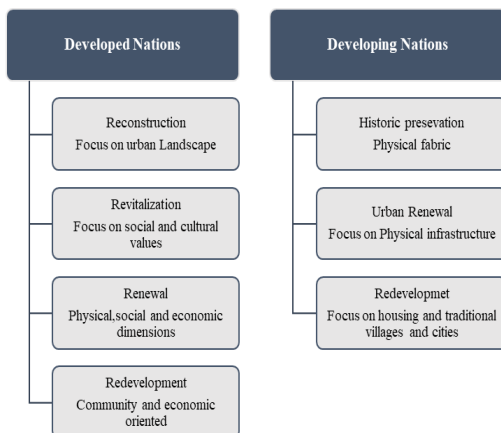 Developed Nations
Reconstruction
Focus on urban Landscape
Revitalization
Focus on social and cultural
values
Renewal
Physical,social and economic
dimensions
Redevelopment
Community and economic
oriented
Developing Nations
Historic presevation
Physical fabric
Urban Renewal
Focus on Physical infrastructure
Redevelopmet
Focus on housing and traditional
villages and cities